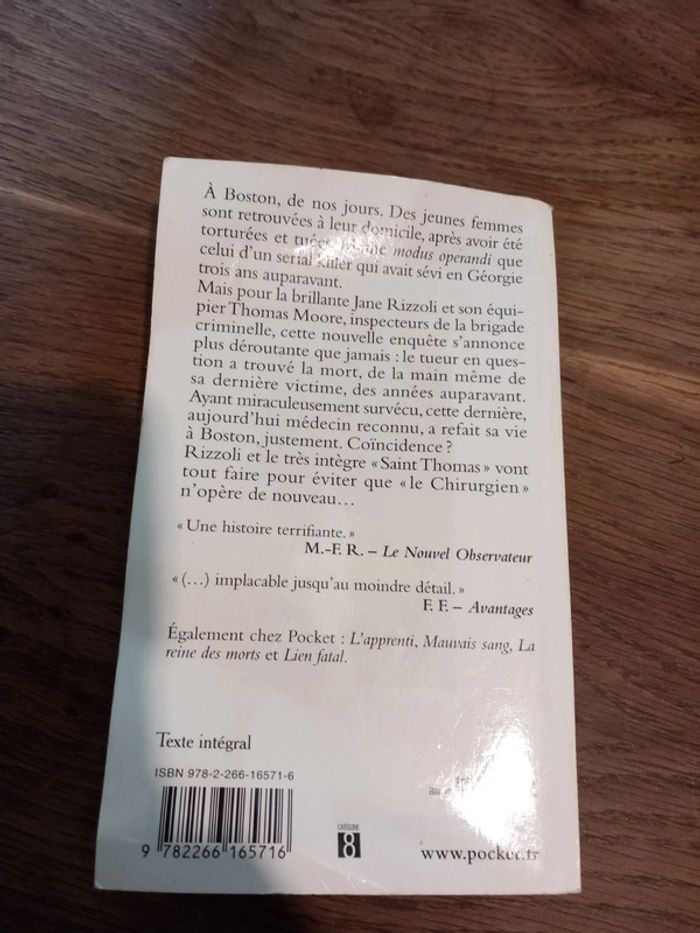 À Boston, de nos jours. Des jeunes femmes
sont retrouvées à leur domicile, après avoir été
torturées et tuées. modus operandi que
celui d'un serial killer qui avait sévi en Géorgie
trois ans auparavant.
Mais pour la brillante Jane Rizzoli et son équi-
pier Thomas Moore, inspecteurs de la brigade
criminelle, cette nouvelle enquête s'annonce
plus déroutante que jamais : le tueur en ques-
tion a trouvé la mort, de la main même de
sa dernière victime, des années auparavant.
Ayant miraculeusement survécu, cette dernière,
aujourd'hui médecin reconnu, a refait sa vie
à Boston, justement. Coïncidence ?
Rizzoli et le très intègre « Saint Thomas » vont
tout faire pour éviter que « le Chirurgien »
n'opère de nouveau…
« Une histoire terrifiante. »
M.-F. R. – Le Nouvel Observateur
« (…) implacable jusqu'au moindre détail. »
F. F. – Avantages
Également chez Pocket : L'apprenti, Mauvais sang, La
reine des morts et Lien fatal.
Texte intégral
ISBN 978-2-266-16571-6
9 782266 165716
CATÉGORIE
8
www.pocket.fr